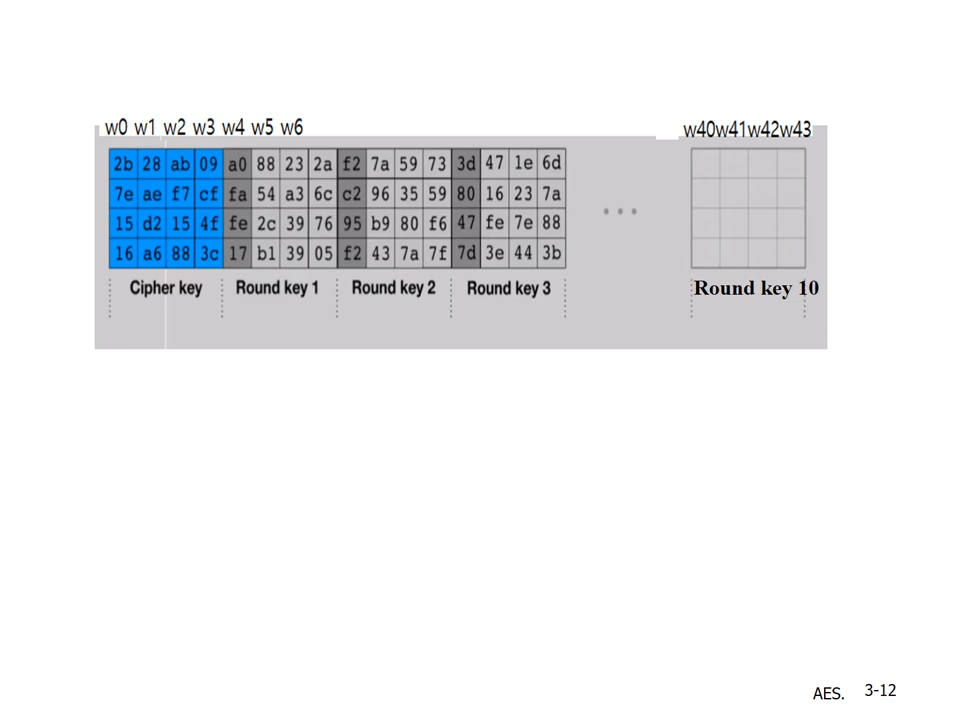 w0 w1 w2 w3 w4 w5 w6 w40w41w42w43
2b 28 ab 09 a0 88 23 2a f2 7a 59 73 3d 47 1e 6d
7e ae f7 cf fa 54 a3 6c c2 96 35 59 80 16 23 7a
15 d2 15 4f fe 2c 39 76 95 b9 80 f6 47 fe 7e 88
16 a6 88 3c 17 b1 39 05 f2 43 7a 7f 7d 3e 44 3b
Cipher key Round key 1 Round key 2 Round key 3 Round key 10
AES. 3-12